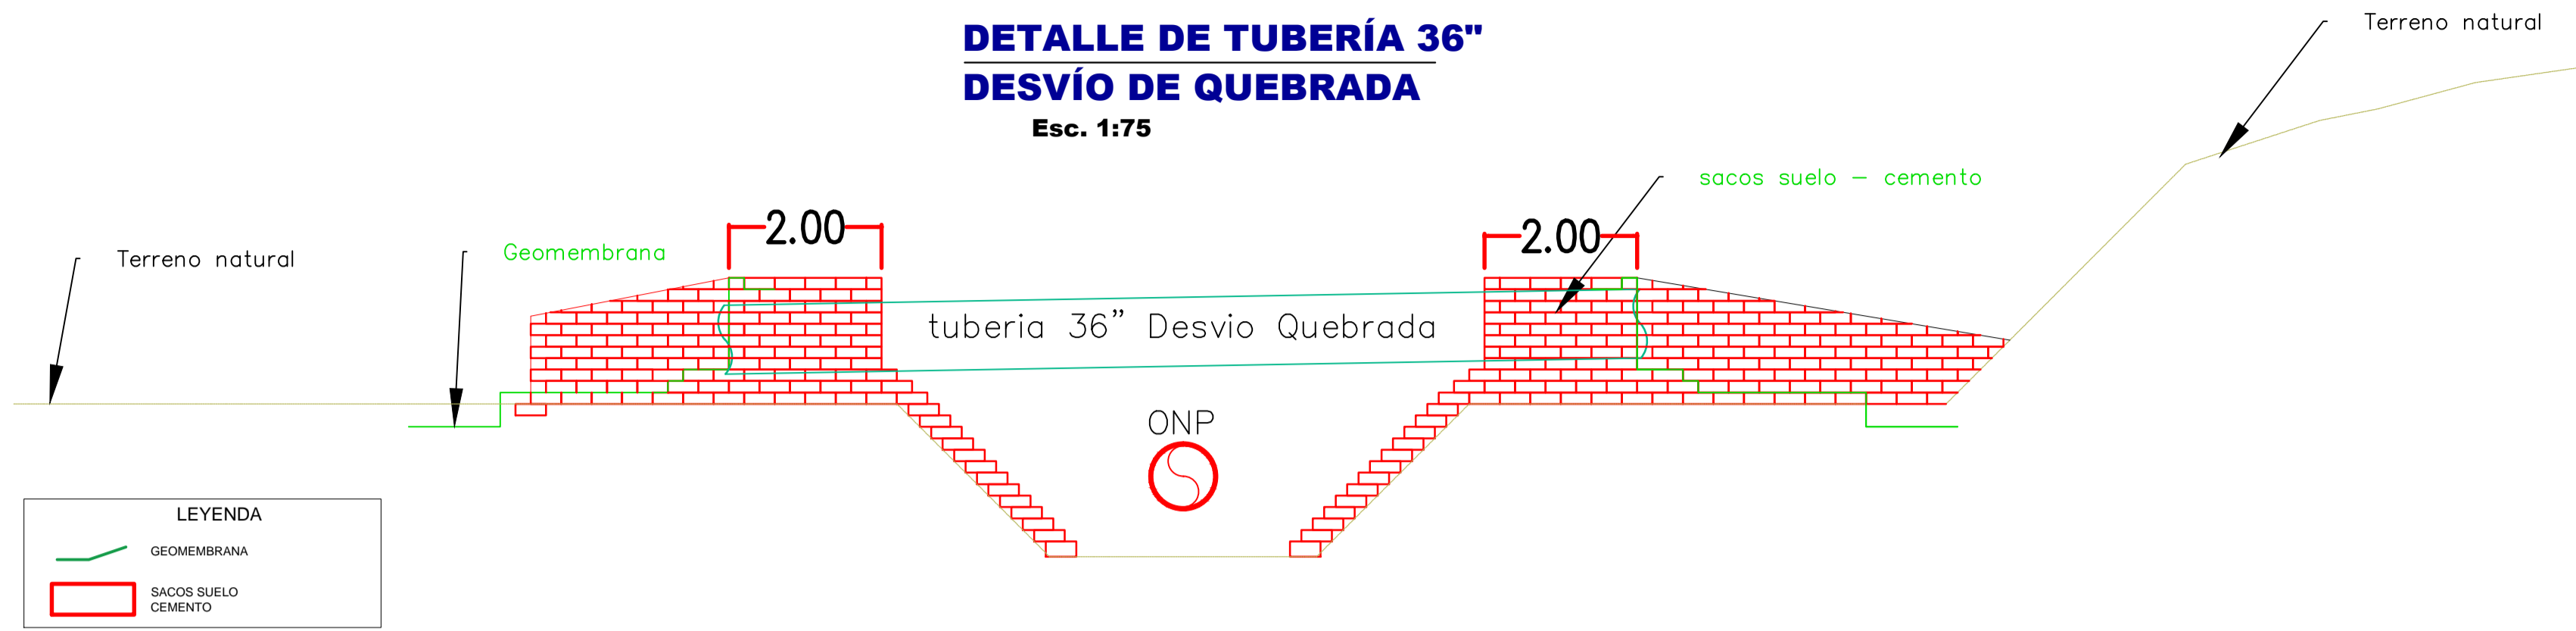 DETALLE DE TUBERÍA 36"
DESVÍO DE QUEBRADA
Esc. 1:75
Terreno natural
sacos suelo – cemento
2.00
2.00
Terreno natural
Geomembrana
tuberia 36” Desvio Quebrada
ONP
LEYENDA
GEOMEMBRANA
SACOS SUELO
CEMENTO